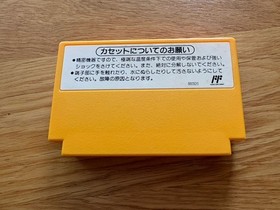 カセットについてのお願い
●精密機器ですので、極端な温度条件下での使用や保管および強い
ショックをさけてください。また、絶対に分解しないでください。
●端子部に手を触れたり、水にぬらしたりして汚さないようにして
ください。故障の原因となります。